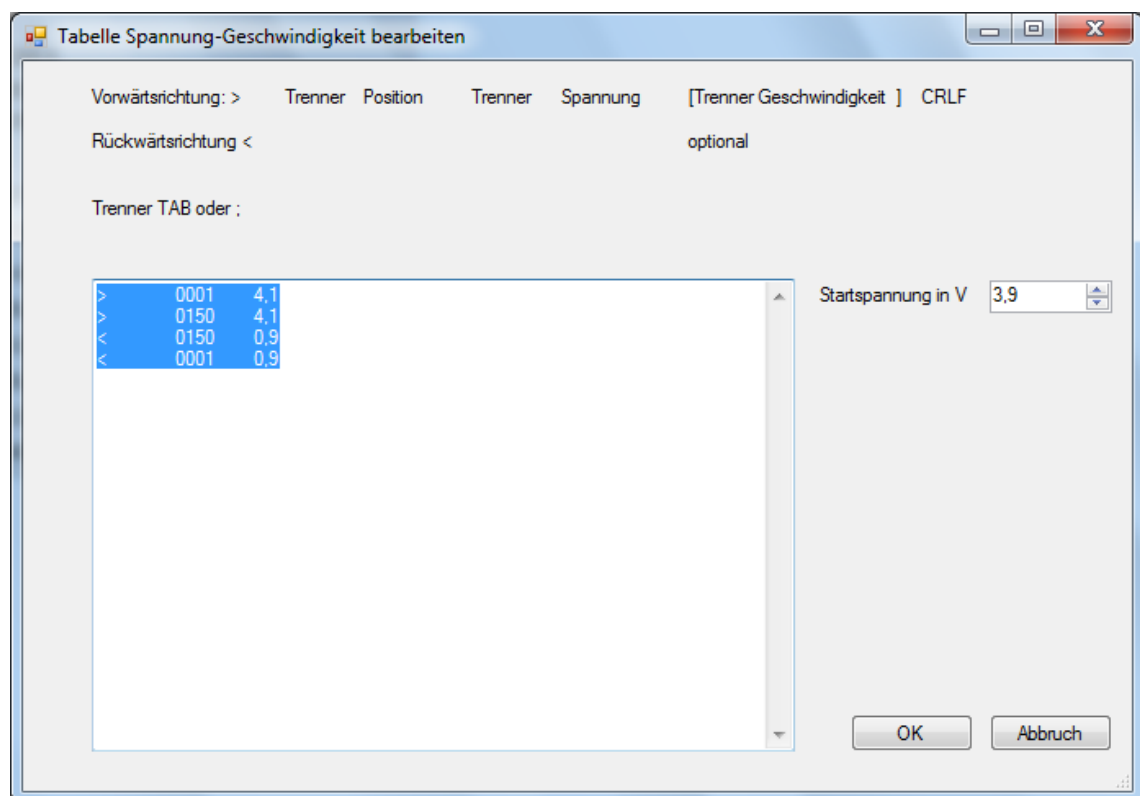 Tabelle Spannung-Geschwindigkeit bearbeiten
Vorwärtsrichtung: > Trenner Position Trenner Spannung [Trenner Geschwindigkeit ] CRLF
Rückwärtsrichtung < optional
Trenner TAB oder ;
> 0001 4,1
> 0150 4,1
< 0150 0,9
< 0001 0,9
Startspannung in V 3,9
OK Abbruch